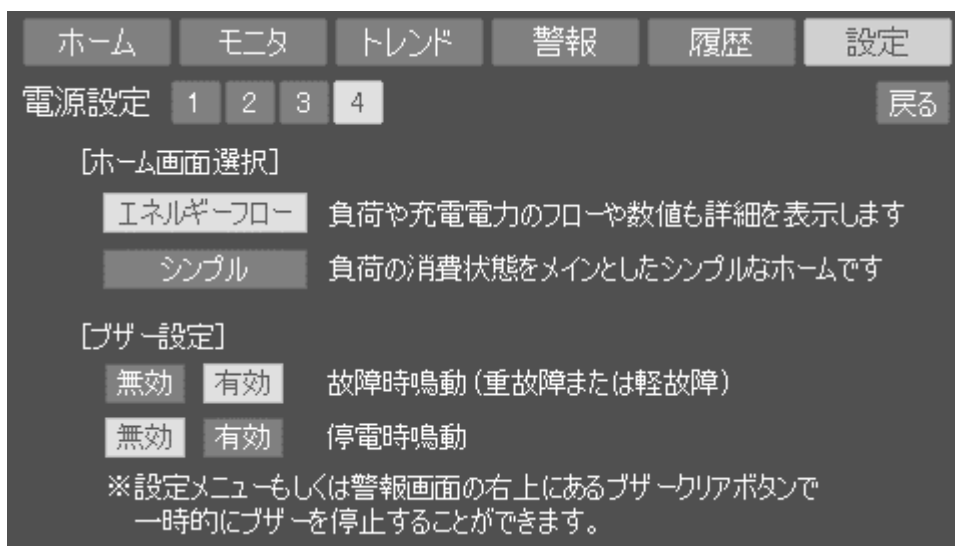 ホーム モニタ トレンド 警報 履歴 設定
電源設定 1 2 3 4 戻る
[ホーム画面選択]
エネルギーフロー 負荷や充電電力のフローや数値も詳細を表示します
シンプル 負荷の消費状態をメインとしたシンプルなホームです
[ブザー設定]
無効 有効 故障時鳴動(重故障または軽故障)
無効 有効 停電時鳴動
※設定メニューもしくは警報画面の右上にあるブザークリアボタンで
一時的にブザーを停止することができます。